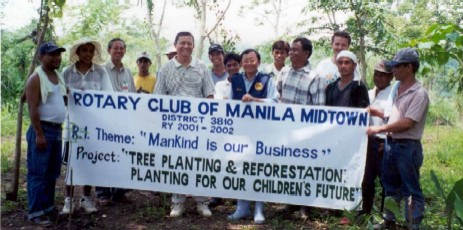 ROTARY CLUB OF MANILA MIDTOWN
DISTRICT 3810
RY 2001-2002
R.I. Theme: "ManKind is our Business"
Project: "TREE PLANTING & REFORESTATION:
PLANTING FOR OUR CHILDREN'S FUTURE"